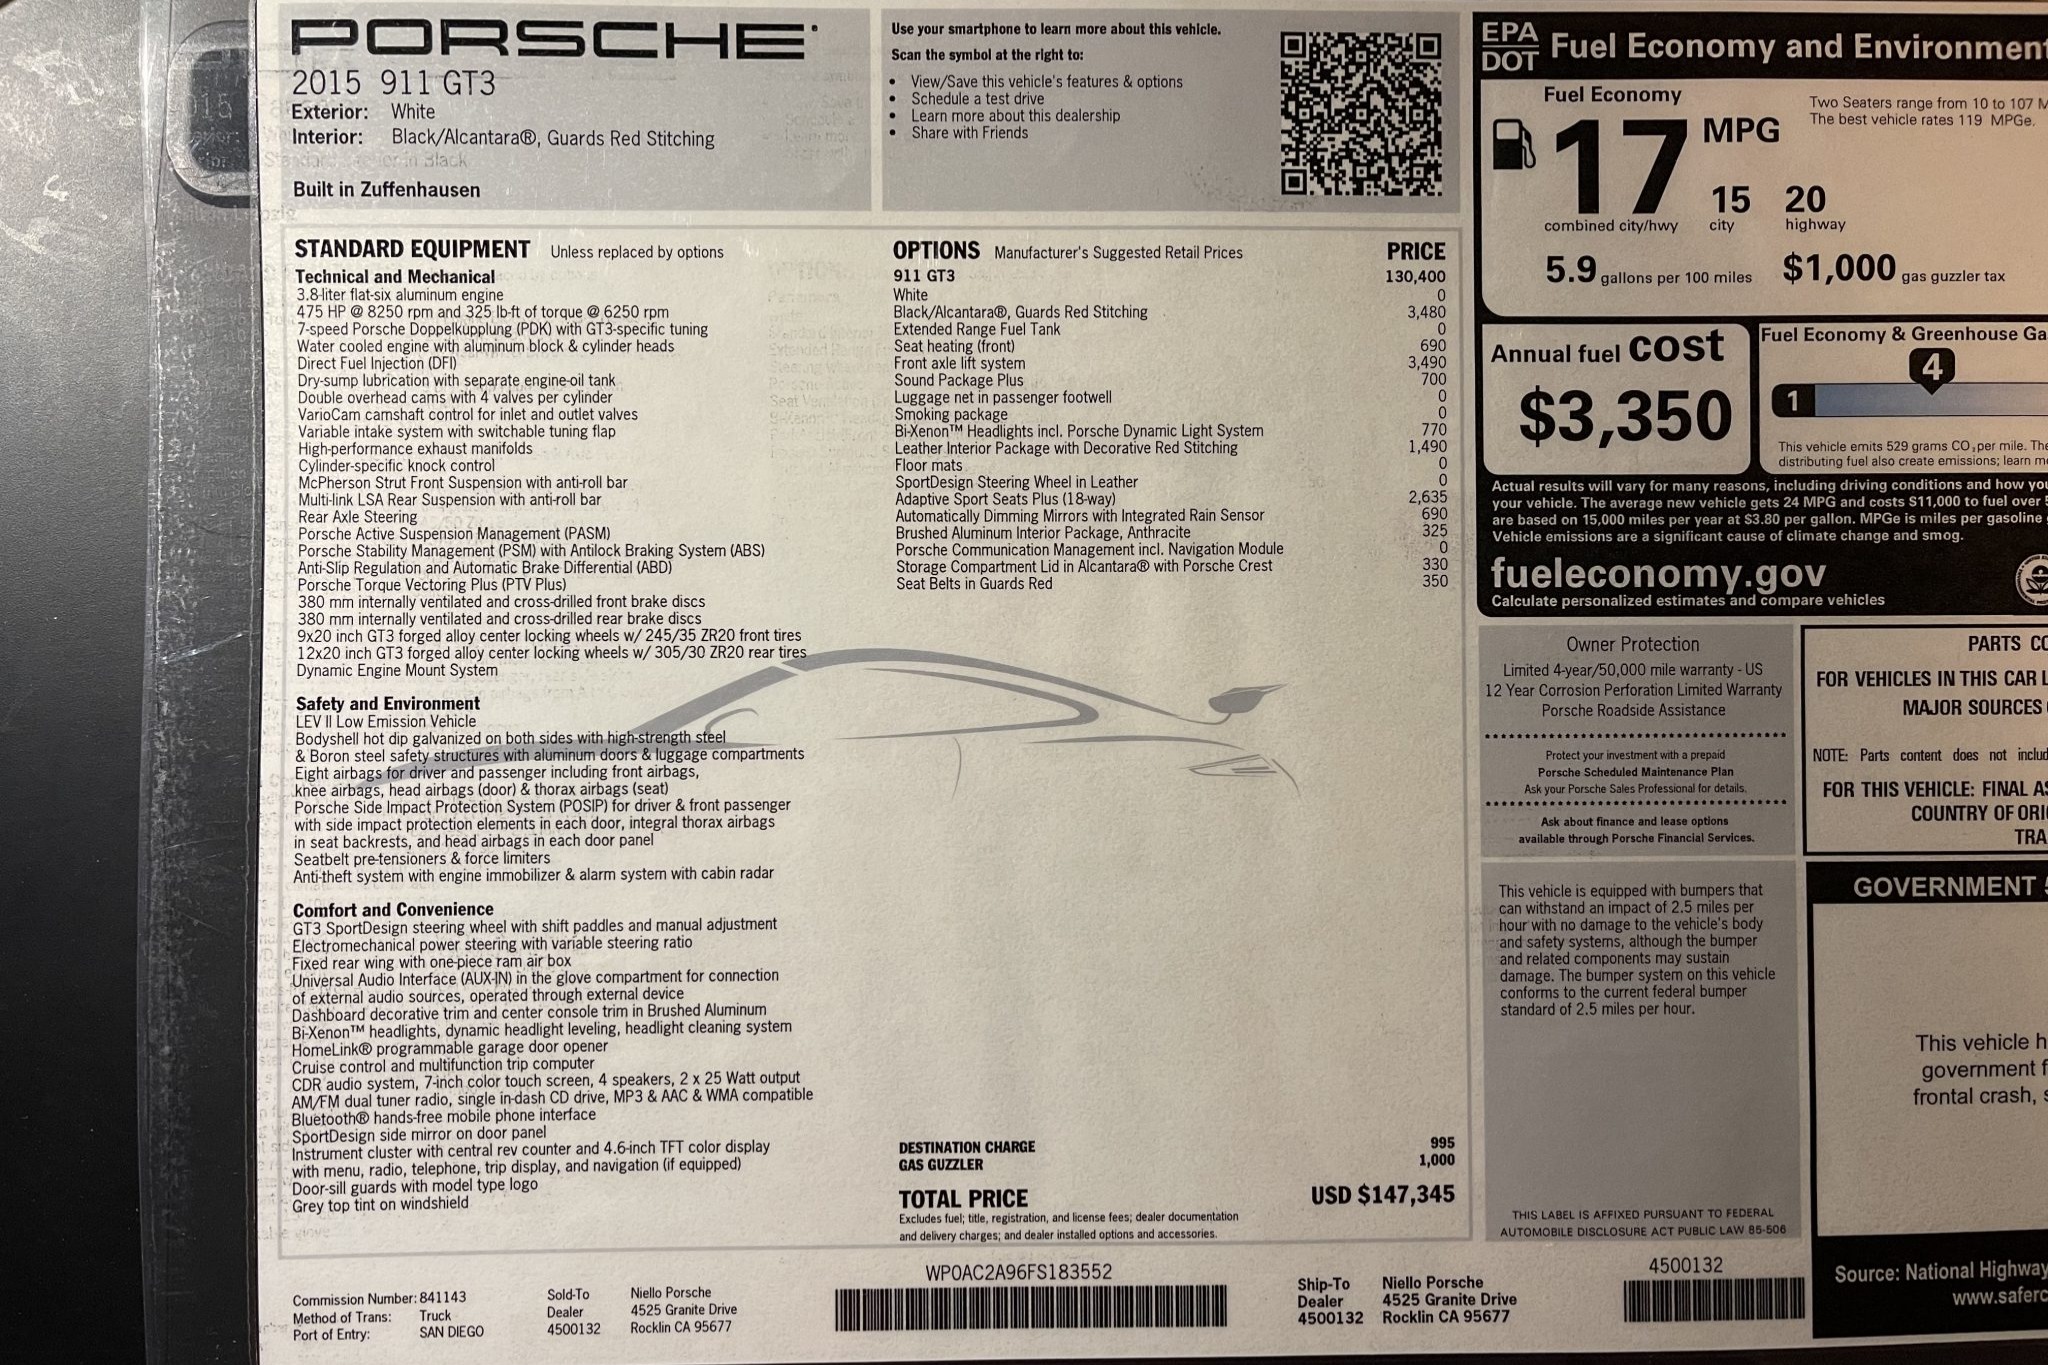 PORSCHE
2015 911 GT3
Exterior: White
Interior: Black/Alcantara®, Guards Red Stitching
Built in Zuffenhausen
Use your smartphone to learn more about this vehicle.
Scan the symbol at the right to:
• View/Save this vehicle's features & options
• Schedule a test drive
• Learn more about this dealership
• Share with Friends
STANDARD EQUIPMENT Unless replaced by options
Technical and Mechanical
3.8-liter flat-six aluminum engine
475 HP @ 8250 rpm and 325 lb-ft of torque @ 6250 rpm
7-speed Porsche Doppelkupplung (PDK) with GT3-specific tuning
Water cooled engine with aluminum block & cylinder heads
Direct Fuel Injection (DFI)
Dry-sump lubrication with separate engine-oil tank
Double overhead cams with 4 valves per cylinder
VarioCam camshaft control for inlet and outlet valves
Variable intake system with switchable tuning flap
High-performance exhaust manifolds
Cylinder-specific knock control
McPherson Strut Front Suspension with anti-roll bar
Multi-link LSA Rear Suspension with anti-roll bar
Rear Axle Steering
Porsche Active Suspension Management (PASM)
Porsche Stability Management (PSM) with Antilock Braking System (ABS)
Anti-Slip Regulation and Automatic Brake Differential (ABD)
Porsche Torque Vectoring Plus (PTV Plus)
380 mm internally ventilated and cross-drilled front brake discs
380 mm internally ventilated and cross-drilled rear brake discs
9x20 inch GT3 forged alloy center locking wheels w/ 245/35 ZR20 front tires
12x20 inch GT3 forged alloy center locking wheels w/ 305/30 ZR20 rear tires
Dynamic Engine Mount System
Safety and Environment
LEV II Low Emission Vehicle
Bodyshell hot dip galvanized on both sides with high-strength steel
& Boron steel safety structures with aluminum doors & luggage compartments
Eight airbags for driver and passenger including front airbags,
knee airbags, head airbags (door) & thorax airbags (seat)
Porsche Side Impact Protection System (POSIP) for driver & front passenger
with side impact protection elements in each door, integral thorax airbags
in seat backrests, and head airbags in each door panel
Seatbelt pre-tensioners & force limiters
Anti-theft system with engine immobilizer & alarm system with cabin radar
Comfort and Convenience
GT3 SportDesign steering wheel with shift paddles and manual adjustment
Electromechanical power steering with variable steering ratio
Fixed rear wing with one-piece ram air box
Universal Audio Interface (AUX-IN) in the glove compartment for connection
of external audio sources, operated through external device
Dashboard decorative trim and center console trim in Brushed Aluminum
Bi-Xenon™ headlights, dynamic headlight leveling, headlight cleaning system
HomeLink® programmable garage door opener
Cruise control and multifunction trip computer
CDR audio system, 7-inch color touch screen, 4 speakers, 2 x 25 Watt output
AM/FM dual tuner radio, single in-dash CD drive, MP3 & AAC & WMA compatible
Bluetooth® hands-free mobile phone interface
SportDesign side mirror on door panel
Instrument cluster with central rev counter and 4.6-inch TFT color display
with menu, radio, telephone, trip display, and navigation (if equipped)
Door-sill guards with model type logo
Grey top tint on windshield
OPTIONS Manufacturer's Suggested Retail Prices PRICE
911 GT3 130,400
White 0
Black/Alcantara®, Guards Red Stitching 3,480
Extended Range Fuel Tank 0
Seat heating (front) 690
Front axle lift system 3,490
Sound Package Plus 700
Luggage net in passenger footwell 0
Smoking package 0
Bi-Xenon™ Headlights incl. Porsche Dynamic Light System 770
Leather Interior Package with Decorative Red Stitching 1,490
Floor mats 0
SportDesign Steering Wheel in Leather 0
Adaptive Sport Seats Plus (18-way) 2,635
Automatically Dimming Mirrors with Integrated Rain Sensor 690
Brushed Aluminum Interior Package, Anthracite 325
Porsche Communication Management incl. Navigation Module 0
Storage Compartment Lid in Alcantara® with Porsche Crest 330
Seat Belts in Guards Red 350
DESTINATION CHARGE 995
GAS GUZZLER 1,000
TOTAL PRICE USD $147,345
Excludes fuel; title, registration, and license fees; dealer documentation
and delivery charges; and dealer installed options and accessories.
EPA
DOT
Fuel Economy and Environment
Fuel Economy
17 MPG
Two Seaters range from 10 to 107 M
The best vehicle rates 119 MPGe.
15 20
combined city/hwy city highway
5.9 gallons per 100 miles $1,000 gas guzzler tax
Annual fuel cost
$3,350
Fuel Economy & Greenhouse Ga
4
1
This vehicle emits 529 grams CO2 per mile. The
distributing fuel also create emissions; learn mo
Actual results will vary for many reasons, including driving conditions and how you
your vehicle. The average new vehicle gets 24 MPG and costs $11,000 to fuel over 5
are based on 15,000 miles per year at $3.80 per gallon. MPGe is miles per gasoline
Vehicle emissions are a significant cause of climate change and smog.
fueleconomy.gov
Calculate personalized estimates and compare vehicles
Owner Protection
Limited 4-year/50,000 mile warranty - US
12 Year Corrosion Perforation Limited Warranty
Porsche Roadside Assistance
Protect your investment with a prepaid
Porsche Scheduled Maintenance Plan
Ask your Porsche Sales Professional for details.
Ask about finance and lease options
available through Porsche Financial Services.
This vehicle is equipped with bumpers that
can withstand an impact of 2.5 miles per
hour with no damage to the vehicle's body
and safety systems, although the bumper
and related components may sustain
damage. The bumper system on this vehicle
conforms to the current federal bumper
standard of 2.5 miles per hour.
THIS LABEL IS AFFIXED PURSUANT TO FEDERAL
AUTOMOBILE DISCLOSURE ACT PUBLIC LAW 85-506
PARTS CO
FOR VEHICLES IN THIS CAR L
MAJOR SOURCES
NOTE: Parts content does not includ
FOR THIS VEHICLE: FINAL AS
COUNTRY OF ORI
TRA
GOVERNMENT 5
This vehicle h
government f
frontal crash, s
Source: National Highway
www.saferc
Commission Number: 841143
Method of Trans: Truck
Port of Entry: SAN DIEGO
Sold-To Niello Porsche
Dealer 4525 Granite Drive
4500132 Rocklin CA 95677
WP0AC2A96FS183552
Ship-To Niello Porsche
Dealer 4525 Granite Drive
4500132 Rocklin CA 95677
4500132